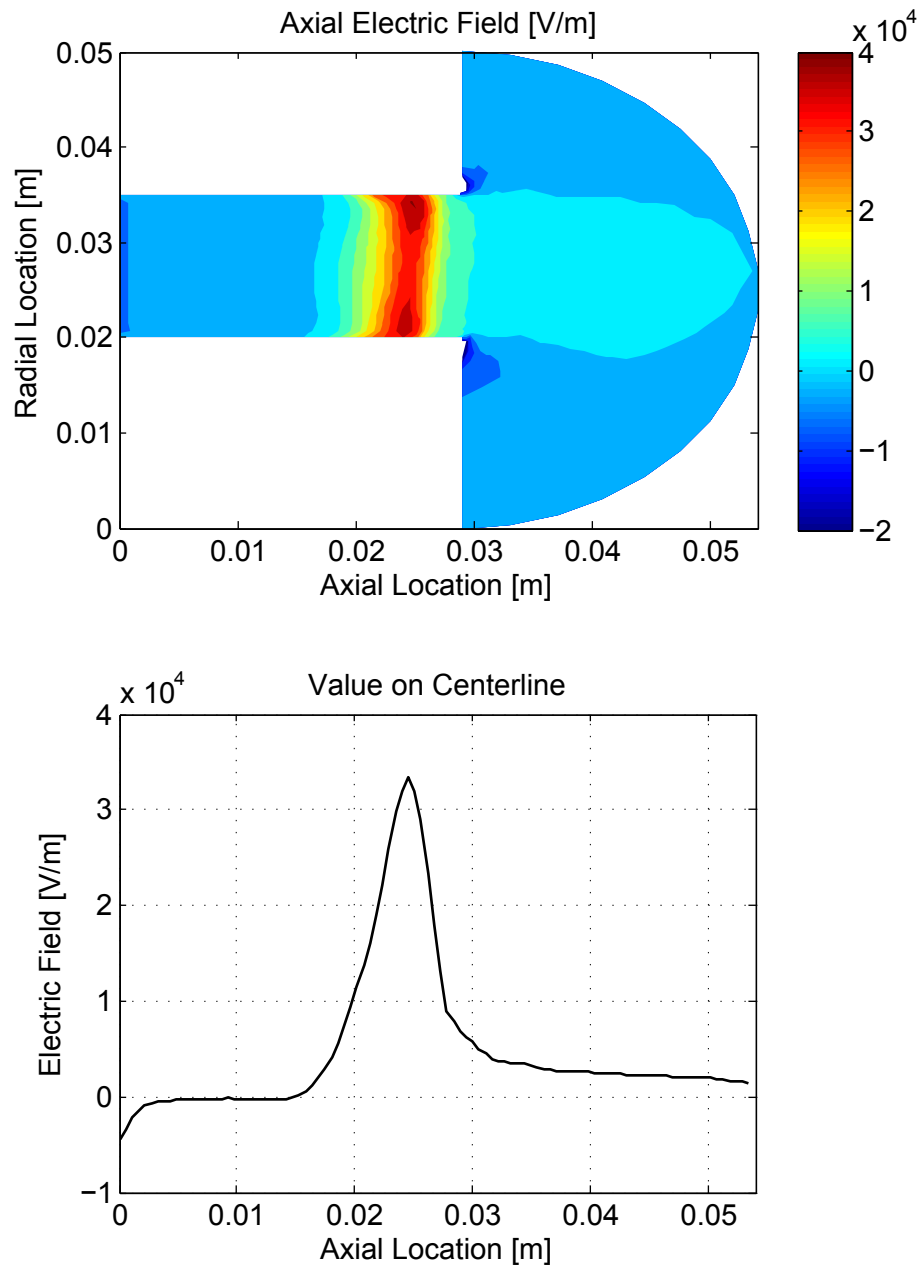 Axial Electric Field [V/m]
x 10^4
0.05
0.04
0.03
0.02
0.01
0
Radial Location [m]
0 0.01 0.02 0.03 0.04 0.05
Axial Location [m]
4
3
2
1
0
−1
−2
x 10^4
Value on Centerline
4
3
2
1
0
−1
Electric Field [V/m]
0 0.01 0.02 0.03 0.04 0.05
Axial Location [m]